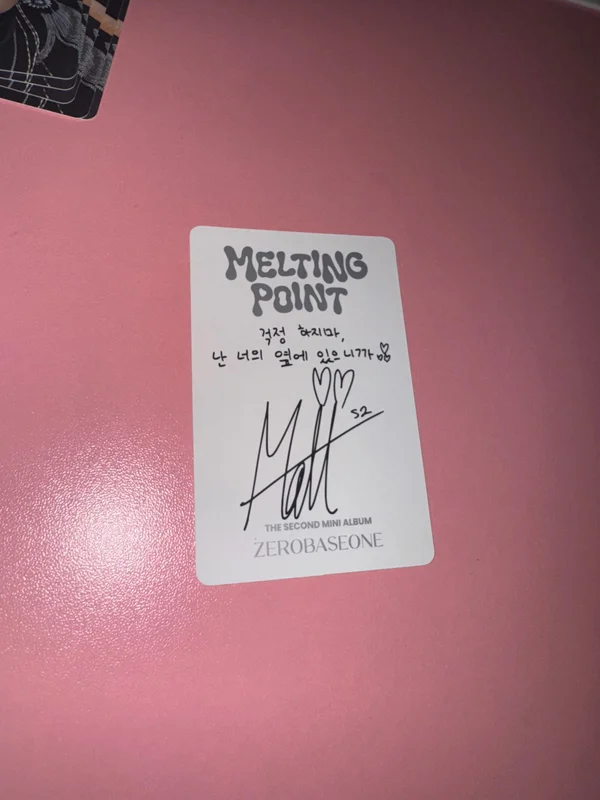 MELTING
POINT
걱정 하지마,
난 너의 옆에 있으니까
Matt
s2
THE SECOND MINI ALBUM
ZEROBASEONE